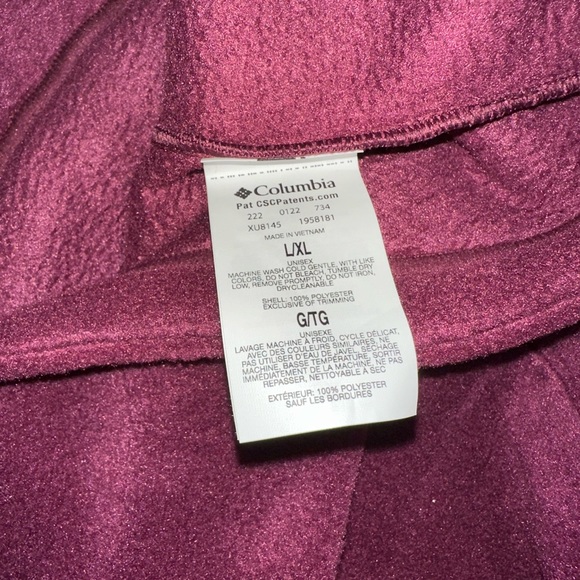 Columbia
Pat CSCPatents.com
222 0122 734
XU8145 1958181
MADE IN VIETNAM
L/XL
UNISEX
MACHINE WASH COLD GENTLE, WITH LIKE
COLORS, DO NOT BLEACH, TUMBLE DRY
LOW, REMOVE PROMPTLY, DO NOT IRON,
DRYCLEANABLE
SHELL: 100% POLYESTER
EXCLUSIVE OF TRIMMING
G/TG
UNISEXE
LAVAGE MACHINE A FROID, CYCLE DÉLICAT,
AVEC DES COULEURS SIMILAIRES, NE
PAS UTILISER D'EAU DE JAVEL, SÉCHAGE
MACHINE, BASSE TEMPÉRATURE, SORTIR
IMMÉDIATEMENT DE LA MACHINE, NE PAS
REPASSER, NETTOYABLE A SEC
EXTÉRIEUR: 100% POLYESTER
SAUF LES BORDURES